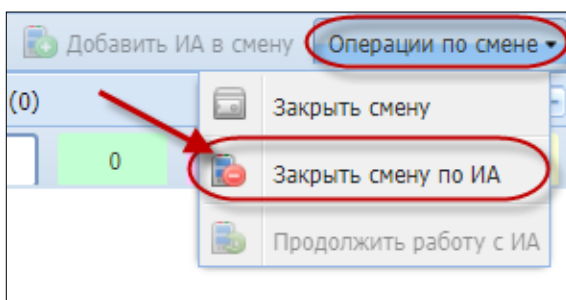 Добавить ИА в смену Операции по смене
(0)
Закрыть смену
0
Закрыть смену по ИА
Продолжить работу с ИА